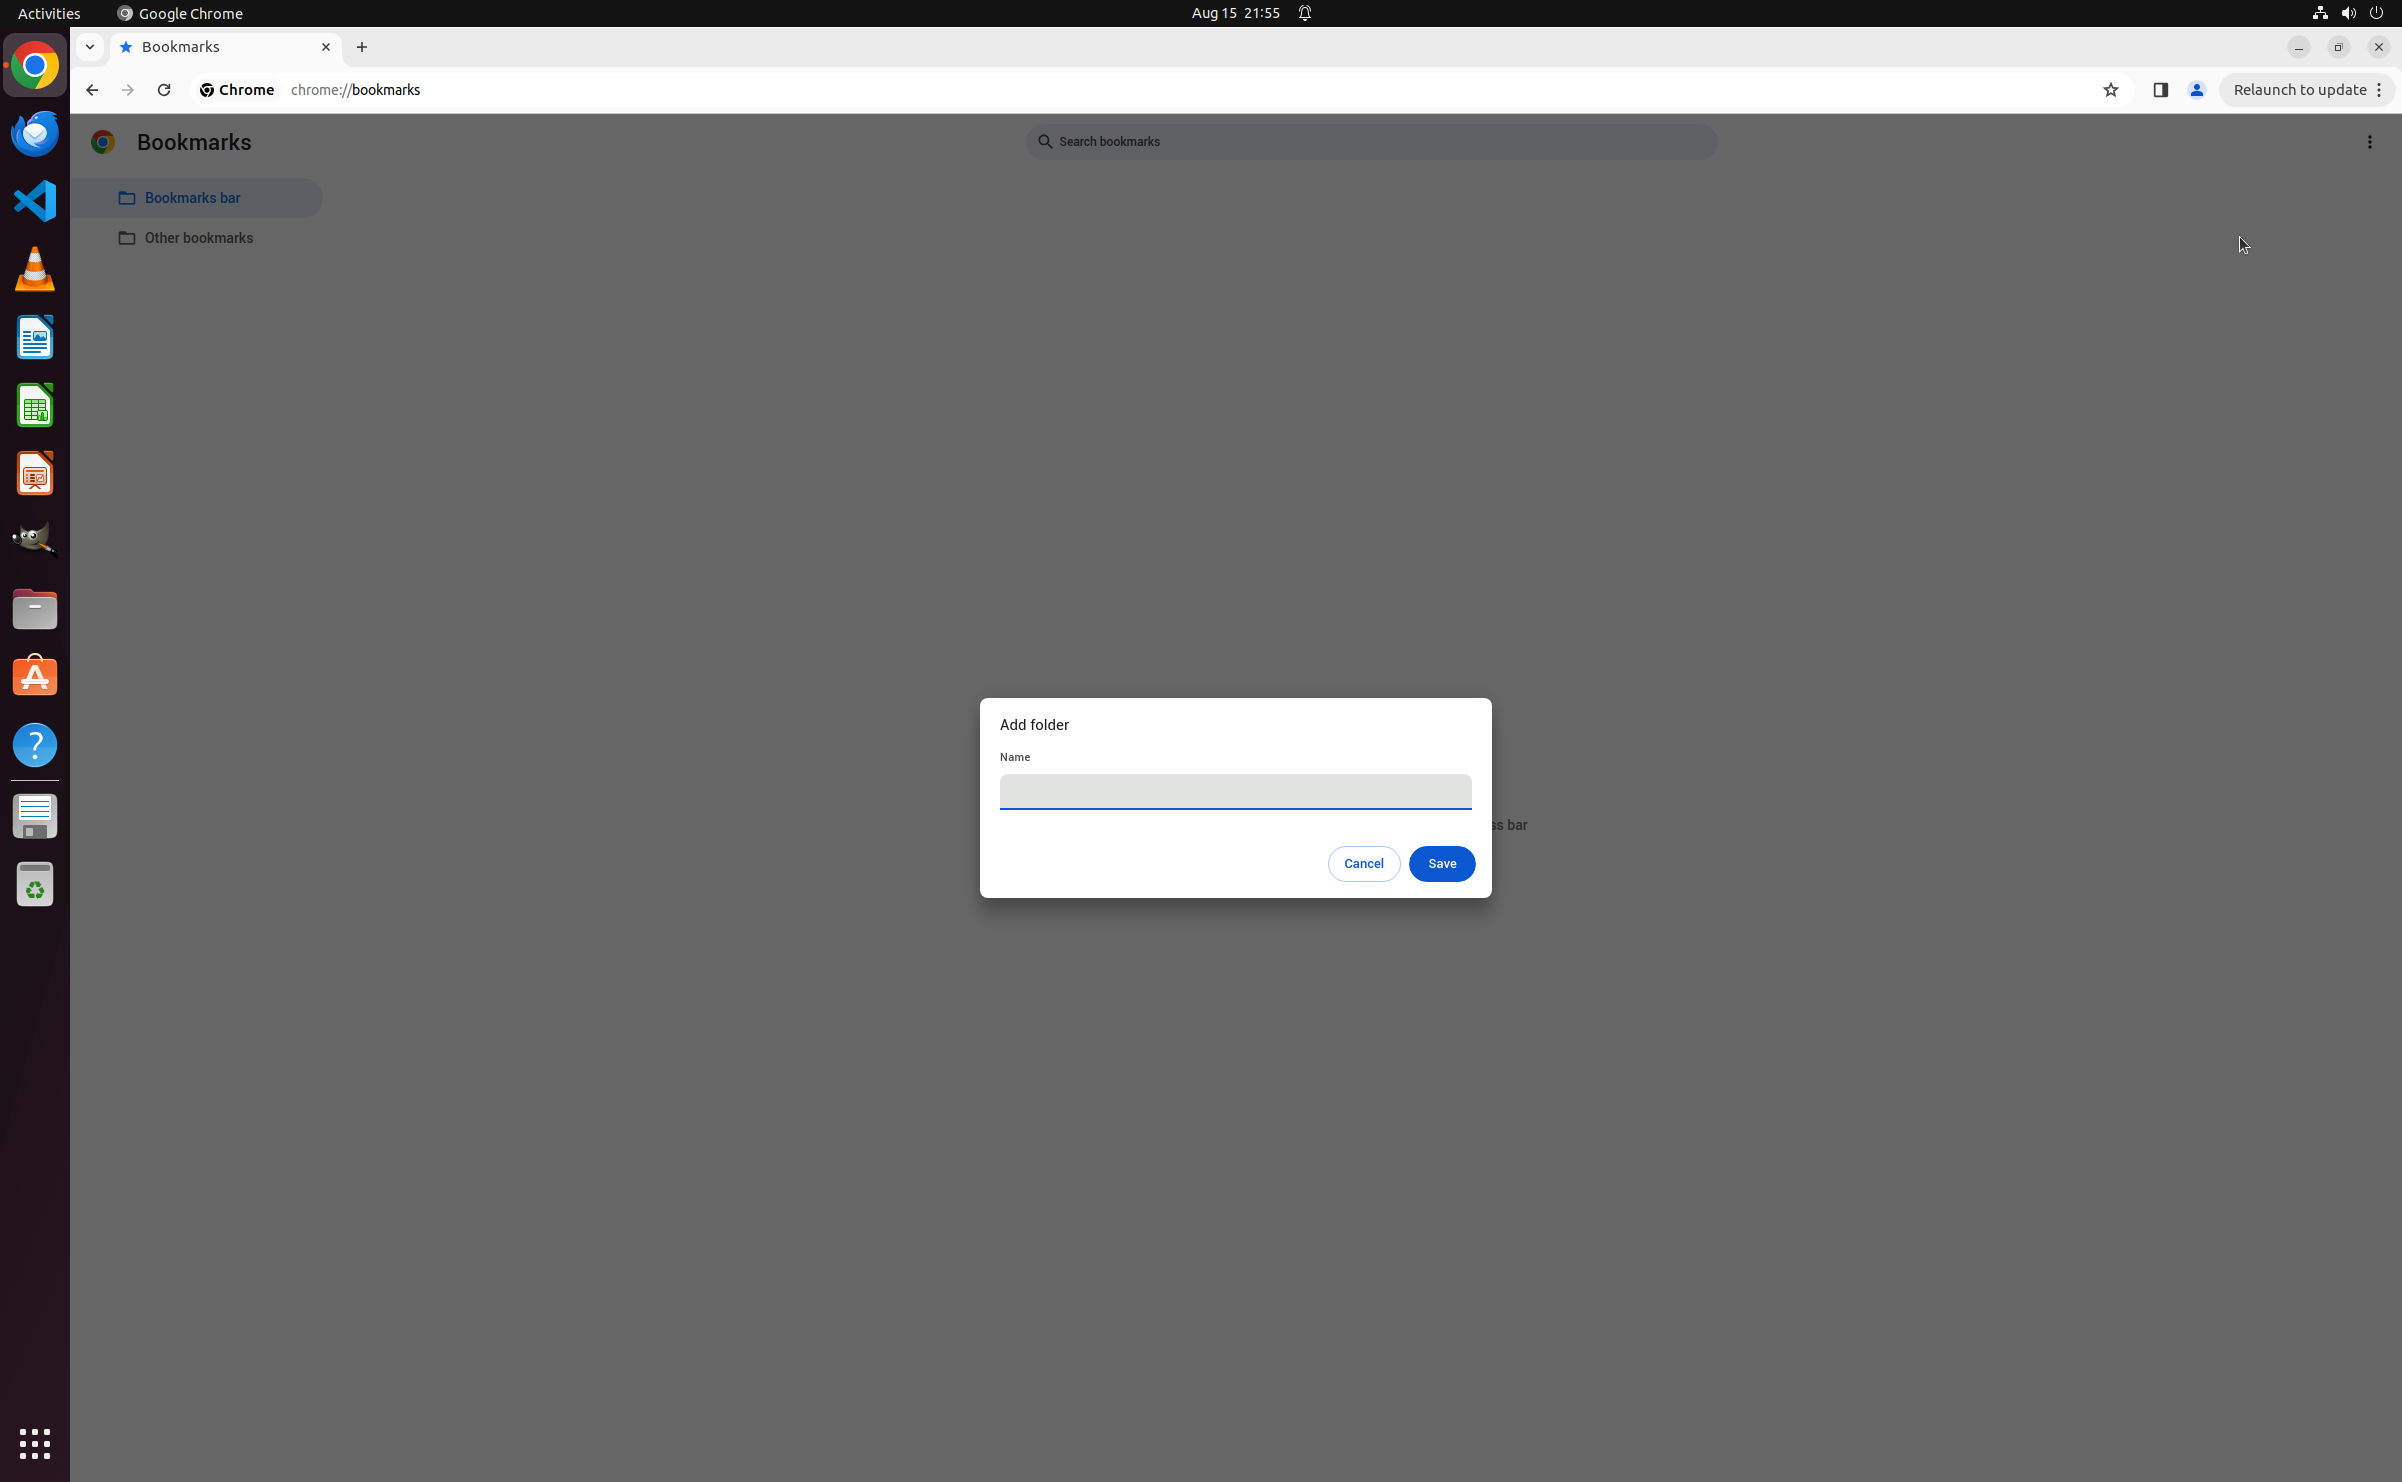 Activities
Google Chrome
Aug 15 21:55
Bookmarks
Chrome
chrome://bookmarks
Relaunch to update
Bookmarks
Search bookmarks
Bookmarks bar
Other bookmarks
Add folder
Name
bar
Cancel
Save